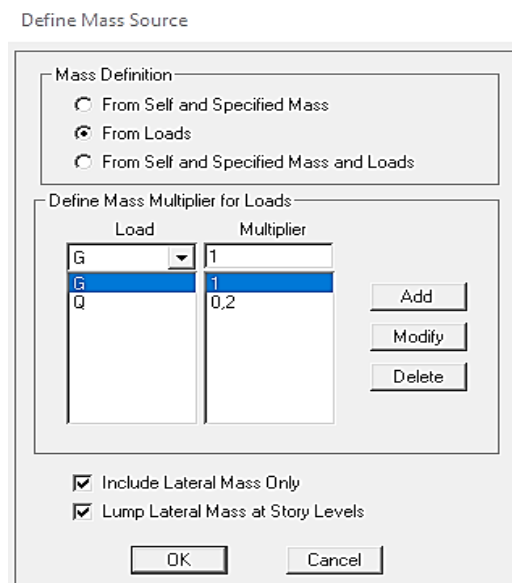 Define Mass Source
Mass Definition
From Self and Specified Mass
From Loads
From Self and Specified Mass and Loads
Define Mass Multiplier for Loads
Load Multiplier
G 1
G 1
Q 0,2
Add
Modify
Delete
Include Lateral Mass Only
Lump Lateral Mass at Story Levels
OK Cancel